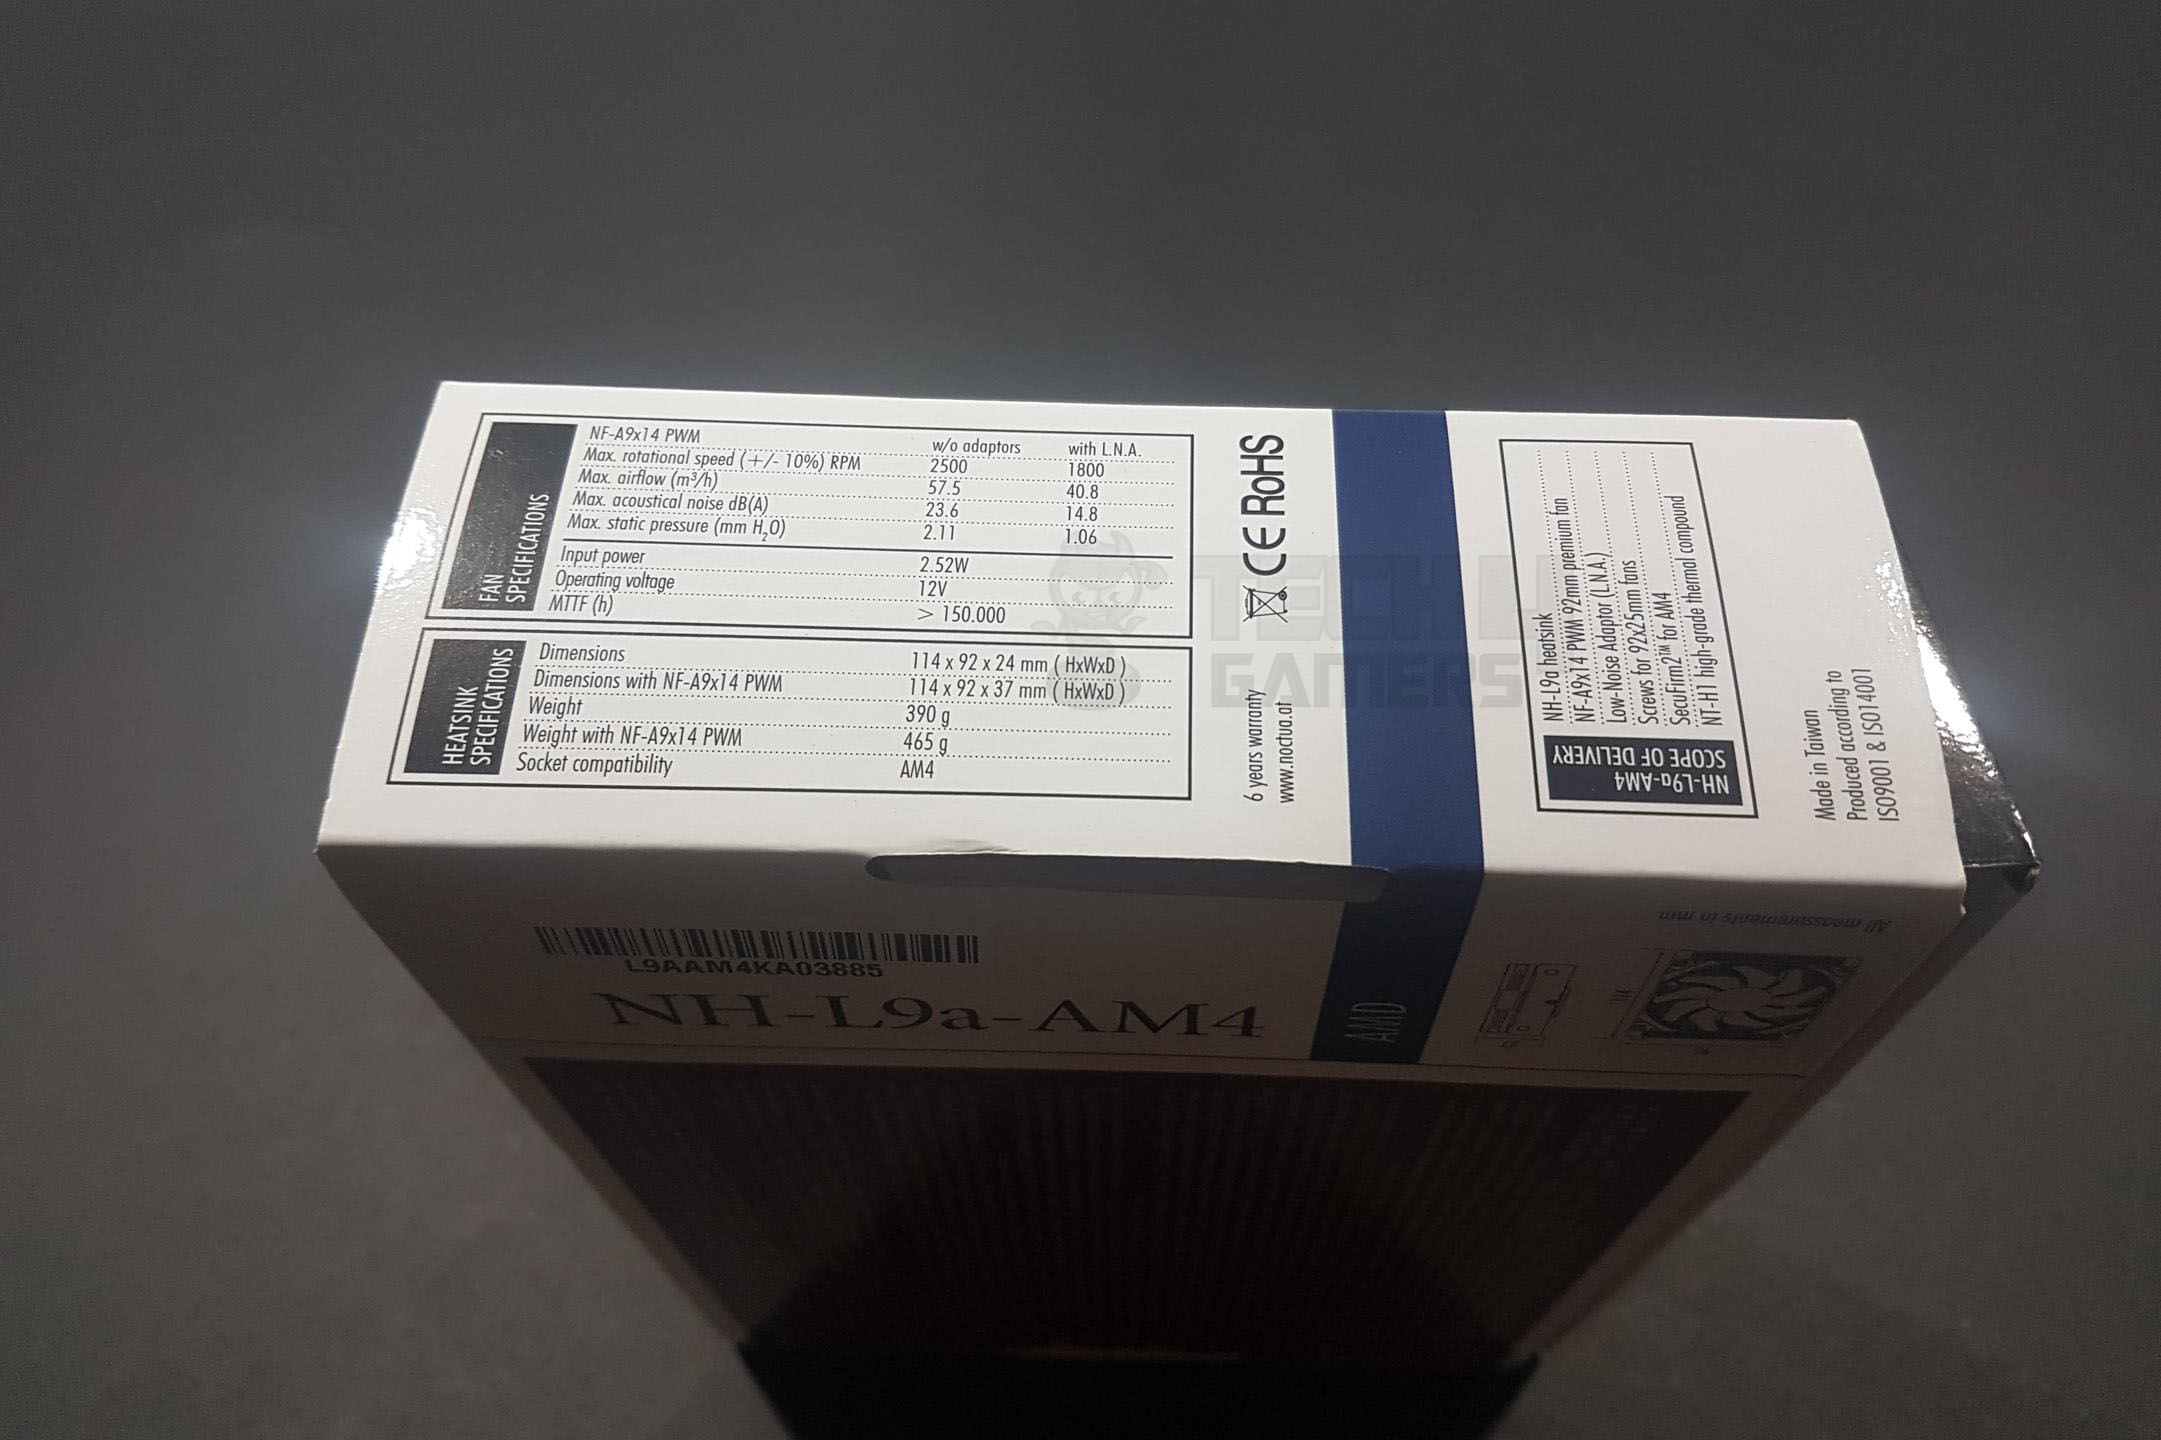 FAN
SPECIFICATIONS
NF-A9x14 PWM w/o adaptors with L.N.A.
Max. rotational speed (+/- 10%) RPM 2500 1800
Max. airflow (m³/h) 57.5 40.8
Max. acoustical noise dB(A) 23.6 14.8
Max. static pressure (mm H₂O) 2.11 1.06
Input power 2.52W
Operating voltage 12V
MTTF (h) > 150.000
HEATSINK
SPECIFICATIONS
Dimensions 114 x 92 x 24 mm ( HxWxD )
Dimensions with NF-A9x14 PWM 114 x 92 x 37 mm ( HxWxD )
Weight 390 g
Weight with NF-A9x14 PWM 465 g
Socket compatibility AM4
CE RoHS
6 years warranty
www.noctua.at
TECH 4
GAMERS
NH-L9a-AM4
SCOPE OF DELIVERY
NH-L9a heatsink
NF-A9x14 PWM 92mm premium fan
Low-Noise Adaptor (L.N.A.)
Screws for 92x25mm fans
SecuFirm2™ for AM4
NT-H1 high-grade thermal compound
Made in Taiwan
Produced according to
ISO9001 & ISO14001
L9AAM4KA03885
NH-L9a-AM4
AMD
All meassurements in mm